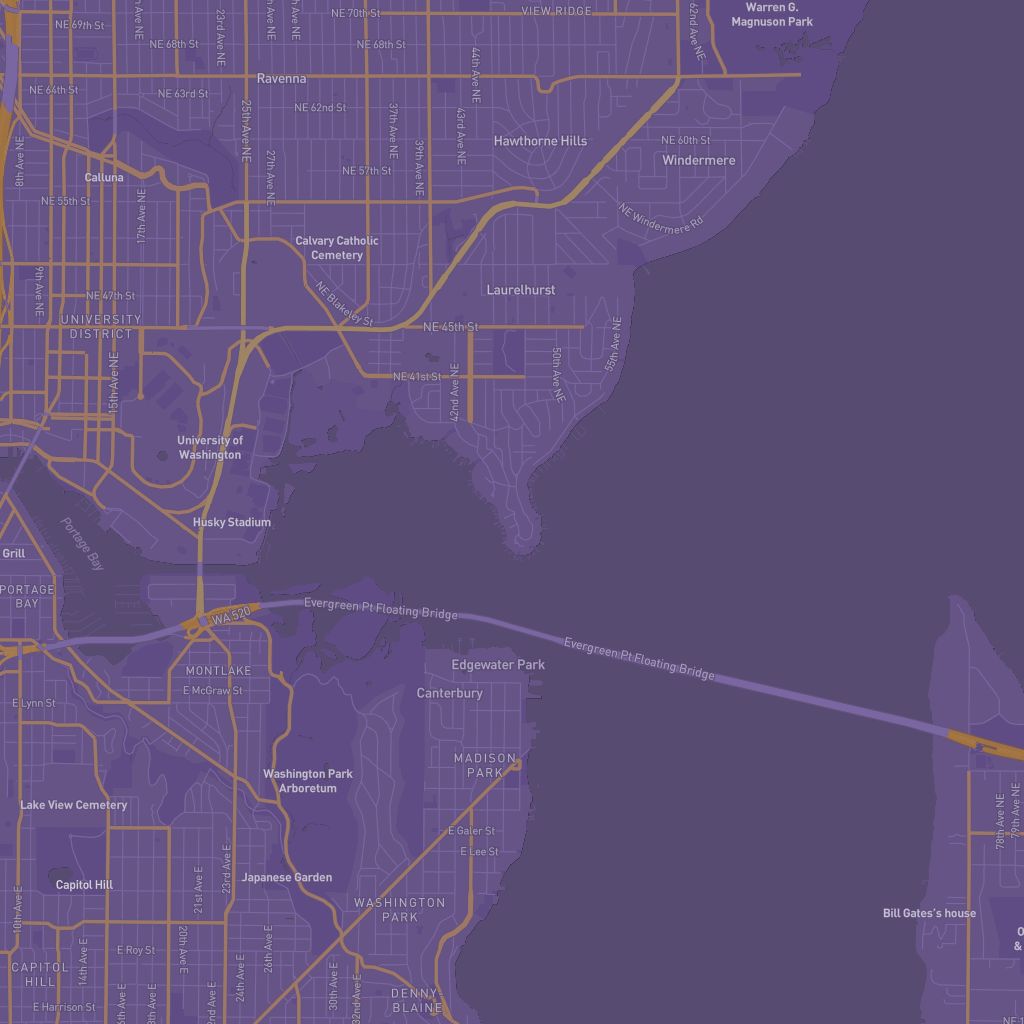 Warren G.
Magnuson Park
VIEW RIDGE
NE 70th St
NE 69th St
23rd Ave NE
62nd Ave NE
NE 68th St
NE 68th St
44th Ave NE
Ravenna
NE 64th St
NE 63rd St
NE 62nd St
25th Ave NE
37th Ave NE
43rd Ave NE
Hawthorne Hills
NE 60th St
8th Ave NE
39th Ave NE
Windermere
27th Ave NE
NE 57th St
Calluna
NE 55th St
17th Ave NE
NE Windermere Rd
Calvary Catholic
Cemetery
9th Ave NE
NE 47th St
NE Blakeley St
Laurelhurst
UNIVERSITY
DISTRICT
NE 45th St
55th Ave NE
50th Ave NE
15th Ave NE
NE 41st St
42nd Ave NE
University of
Washington
Husky Stadium
Portage Bay
Grill
PORTAGE
BAY
WA 520
Evergreen Pt Floating Bridge
Evergreen Pt Floating Bridge
MONTLAKE
Edgewater Park
E McGraw St
Canterbury
E Lynn St
MADISON
PARK
Washington Park
Arboretum
Lake View Cemetery
78th Ave NE
79th Ave NE
E Galer St
E Lee St
23rd Ave E
Capitol Hill
Japanese Garden
21st Ave E
10th Ave E
WASHINGTON
PARK
Bill Gates's house
O
&
E Roy St
20th Ave E
26th Ave E
14th Ave E
CAPITOL
HILL
24th Ave E
30th Ave E
32nd Ave E
DENNY
BLAINE
E Harrison St
NE 1